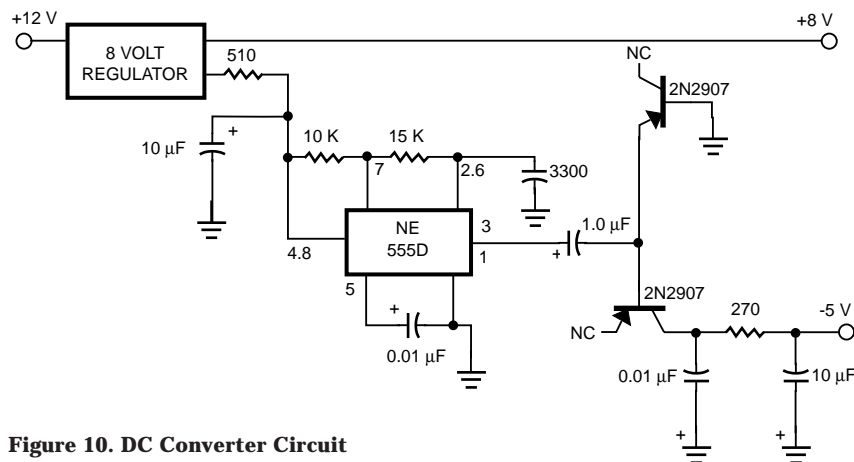 +12 V
+8 V
8 VOLT
REGULATOR
510
NC
2N2907
+
10 µF
10 K
15 K
7
2.6
3300
NE
555D
4.8
3
1
1.0 µF
+
5
+
0.01 µF
2N2907
NC
270
-5 V
0.01 µF
10 µF
+
+
Figure 10. DC Converter Circuit